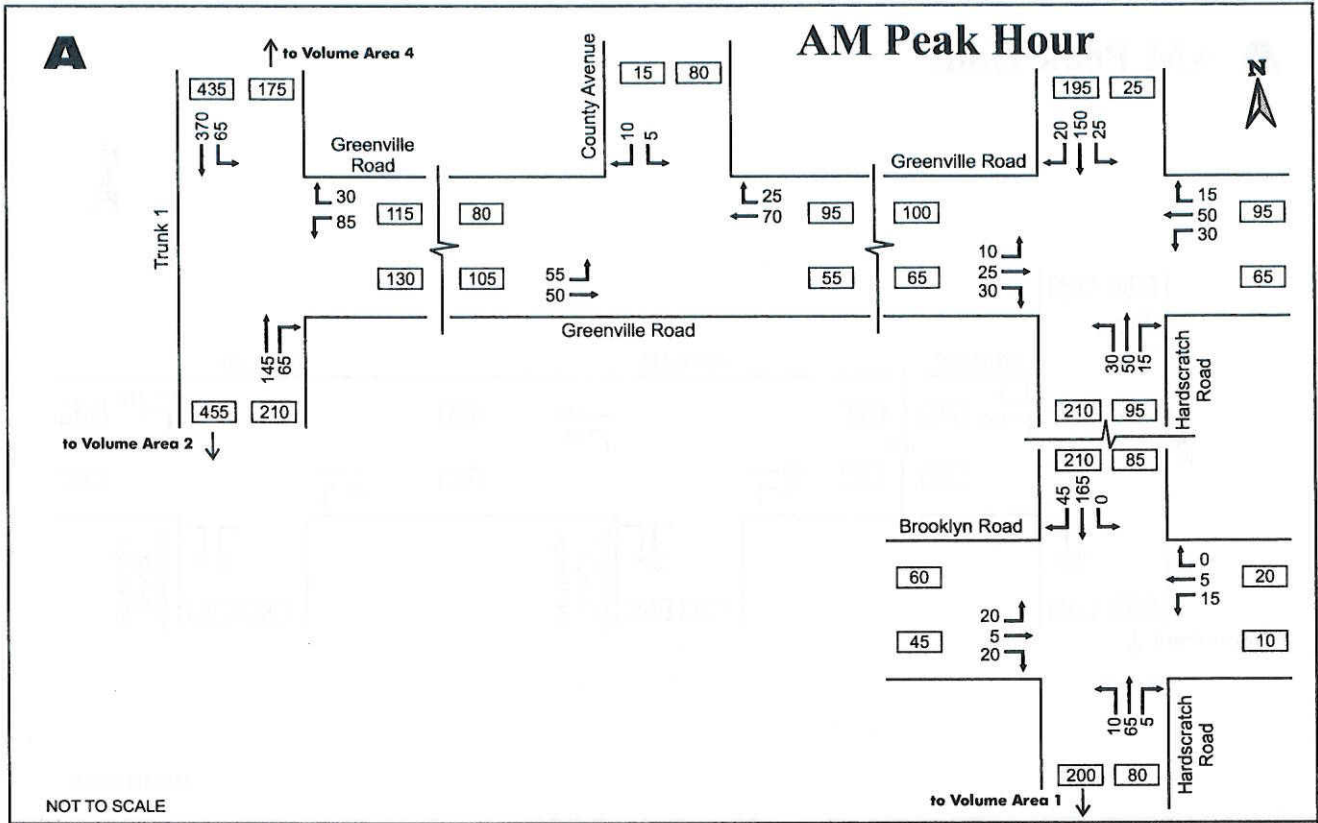 A
AM Peak Hour
N
to Volume Area 4
435 175
15 80
195 25
370 65
10 5
20 150 25
County Avenue
Greenville
Road
Greenville Road
30
85
115 80
25
70
95 100
15
50
30
95
Trunk 1
130 105
55
50
55 65
10
25
30
65
Greenville Road
145 65
30 50 15
Hardscratch
Road
455 210
210 95
to Volume Area 2
210 85
45 165 0
Brooklyn Road
60
0
5
15
20
45
20
5
20
10
10 65 5
Hardscratch
Road
200 80
to Volume Area 1
NOT TO SCALE